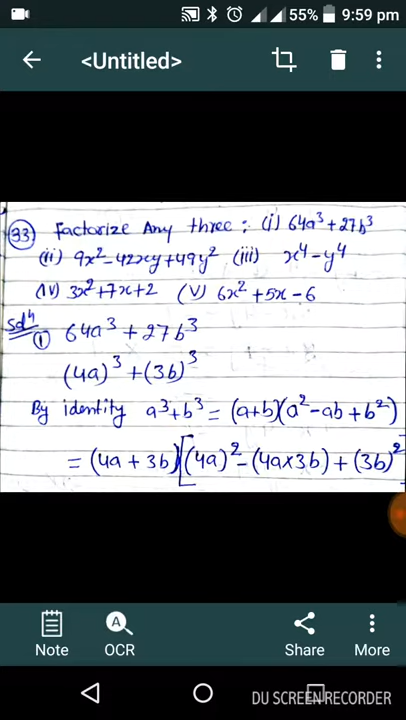 55% 9:59 pm
<Untitled>
33 Factorize Any three : (i) 64a³ + 27b³
(ii) 9x² - 42xy + 49y² (iii) x⁴ - y⁴
(IV) 3x² + 7x + 2 (V) 6x² + 5x - 6
Solⁿ ① 64a³ + 27b³
(4a)³ + (3b)³
By identity a³ + b³ = (a+b)(a² - ab + b²)
= (4a + 3b)[(4a)² - (4a×3b) + (3b)²
Note OCR Share More
DU SCREEN RECORDER